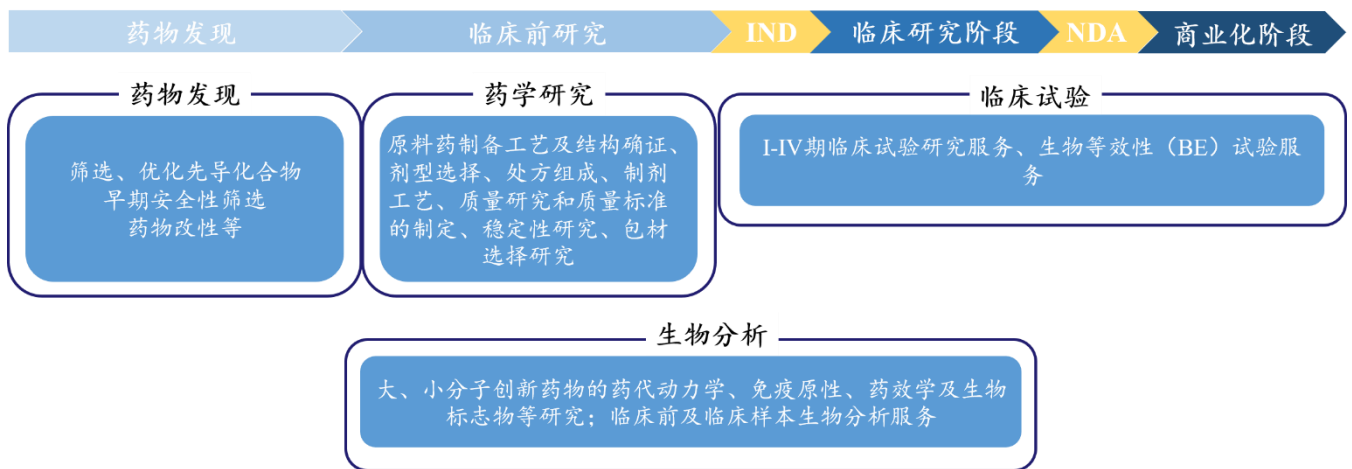 药物发现
临床前研究
IND
临床研究阶段
NDA
商业化阶段
药物发现
筛选、优化先导化合物
早期安全性筛选
药物改性等
药学研究
原料药制备工艺及结构确证、
剂型选择、处方组成、制剂
工艺、质量研究和质量标准
的制定、稳定性研究、包材
选择研究
临床试验
I-IV期临床试验研究服务、生物等效性（BE）试验服
务
生物分析
大、小分子创新药物的药代动力学、免疫原性、药效学及生物
标志物等研究；临床前及临床样本生物分析服务